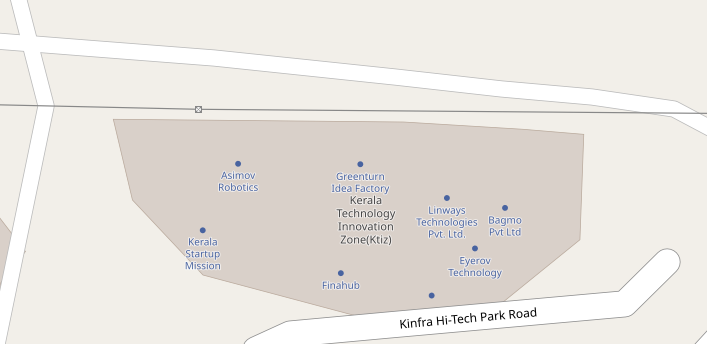 Asimov
Robotics
Greenturn
Idea Factory
Kerala
Technology
Innovation
Zone(Ktiz)
Linways
Technologies
Pvt. Ltd.
Bagmo
Pvt Ltd
Kerala
Startup
Mission
Eyerov
Technology
Finahub
Kinfra Hi-Tech Park Road